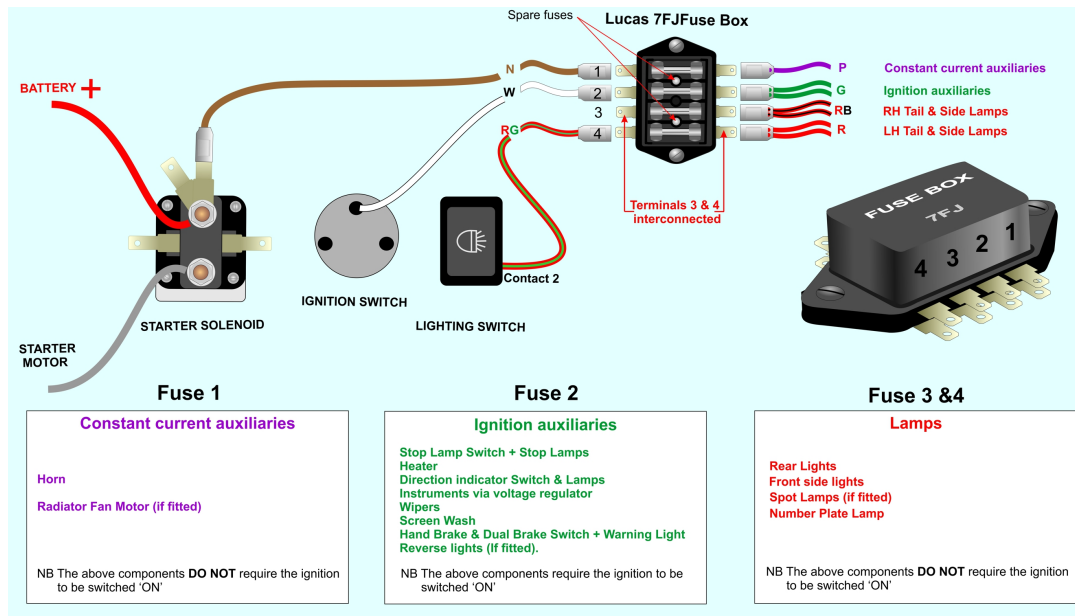 Spare fuses
Lucas 7FJFuse Box
BATTERY +
N
1
P
Constant current auxiliaries
W
2
G
Ignition auxiliaries
3
RB
RH Tail & Side Lamps
RG
4
R
LH Tail & Side Lamps
Terminals 3 & 4
interconnected
FUSE BOX
7FJ
4 3 2 1
Contact 2
IGNITION SWITCH
LIGHTING SWITCH
STARTER SOLENOID
STARTER
MOTOR
Fuse 1
Constant current auxiliaries
Horn
Radiator Fan Motor (if fitted)
NB The above components DO NOT require the ignition
to be switched ‘ON’
Fuse 2
Ignition auxiliaries
Stop Lamp Switch + Stop Lamps
Heater
Direction indicator Switch & Lamps
Instruments via voltage regulator
Wipers
Screen Wash
Hand Brake & Dual Brake Switch + Warning Light
Reverse lights (If fitted).
NB The above components require the ignition to be
switched ‘ON’
Fuse 3 &4
Lamps
Rear Lights
Front side lights
Spot Lamps (if fitted)
Number Plate Lamp
NB The above components DO NOT require the ignition
to be switched ‘ON’